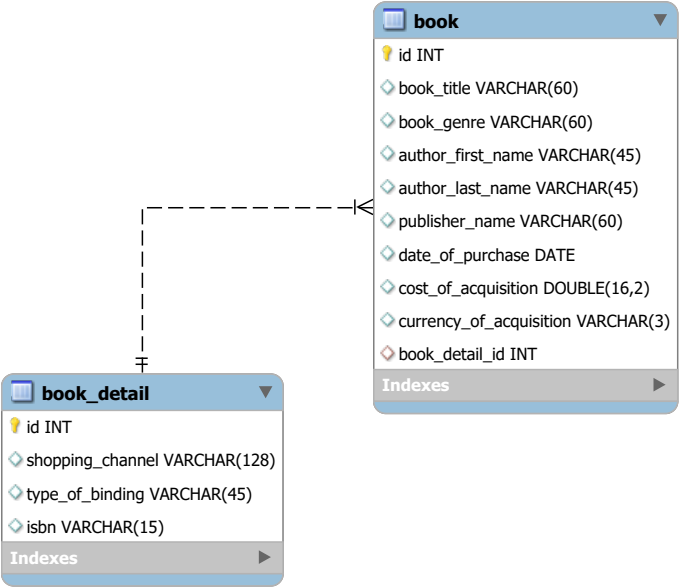 book
id INT
book_title VARCHAR(60)
book_genre VARCHAR(60)
author_first_name VARCHAR(45)
author_last_name VARCHAR(45)
publisher_name VARCHAR(60)
date_of_purchase DATE
cost_of_acquisition DOUBLE(16,2)
currency_of_acquisition VARCHAR(3)
book_detail_id INT
Indexes
book_detail
id INT
shopping_channel VARCHAR(128)
type_of_binding VARCHAR(45)
isbn VARCHAR(15)
Indexes